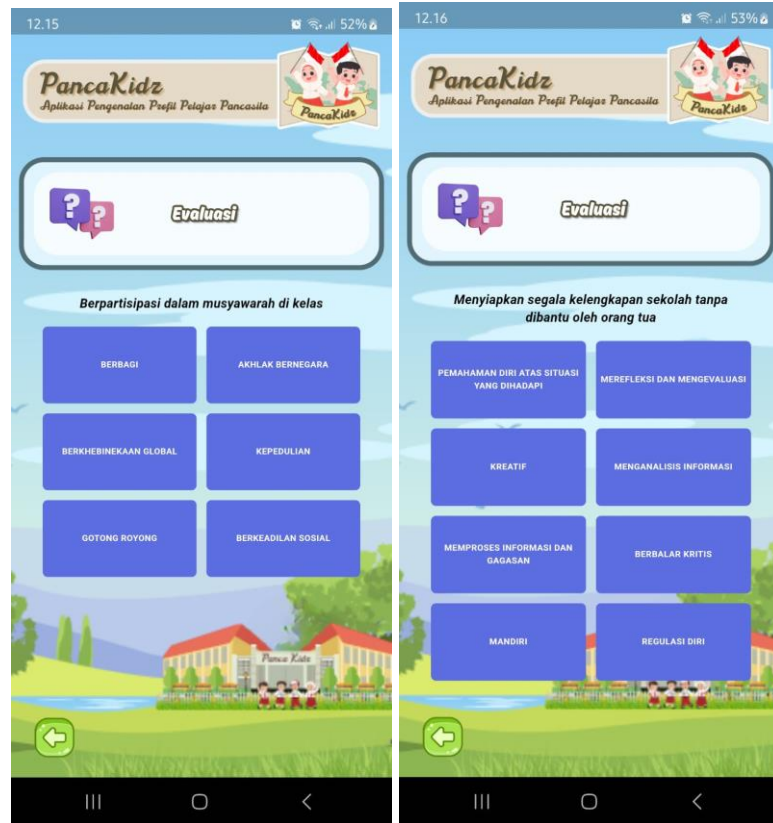 12.15
52%
PancaKidz
Aplikasi Pengenalan Profil Pelajar Pancasila
PancaKidz
Evaluasi
Berpartisipasi dalam musyawarah di kelas
BERBAGI
AKHLAK BERNEGARA
BERKHEBINEKAAN GLOBAL
KEPEDULIAN
GOTONG ROYONG
BERKEADILAN SOSIAL
Panca Kidz
12.16
53%
PancaKidz
Aplikasi Pengenalan Profil Pelajar Pancasila
PancaKidz
Evaluasi
Menyiapkan segala kelengkapan sekolah tanpa
dibantu oleh orang tua
PEMAHAMAN DIRI ATAS SITUASI
YANG DIHADAPI
MEREFLEKSI DAN MENGEVALUASI
KREATIF
MENGANALISIS INFORMASI
MEMPROSES INFORMASI DAN
GAGASAN
BERBALAR KRITIS
MANDIRI
REGULASI DIRI